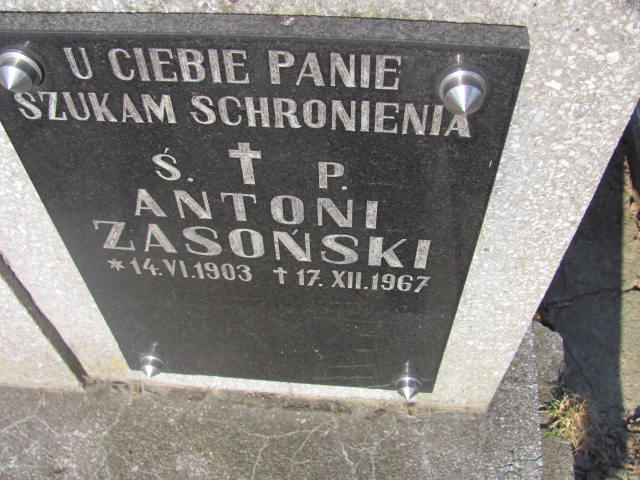 U CIEBIE PANIE
SZUKAM SCHRONIENIA
Ś. ✝ P.
ANTONI
ZASOŃSKI
* 14.VI.1903 ✝ 17.XII.1967